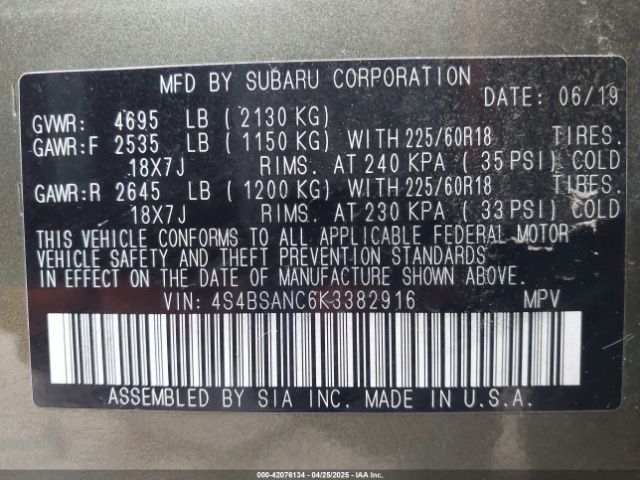 MFD BY SUBARU CORPORATION
DATE: 06/19
GVWR: 4695 LB ( 2130 KG)
GAWR:F 2535 LB ( 1150 KG) WITH 225/60R18 TIRES.
18X7J RIMS. AT 240 KPA ( 35 PSI) COLD
GAWR:R 2645 LB ( 1200 KG) WITH 225/60R18 TIRES.
18X7J RIMS. AT 230 KPA ( 33 PSI) COLD
THIS VEHICLE CONFORMS TO ALL APPLICABLE FEDERAL MOTOR
VEHICLE SAFETY AND THEFT PREVENTION STANDARDS
IN EFFECT ON THE DATE OF MANUFACTURE SHOWN ABOVE.
VIN: 4S4BSANC6K3382916 MPV
ASSEMBLED BY SIA INC. MADE IN U.S.A.
000-42076134 - 04/25/2025 - IAAI.COM